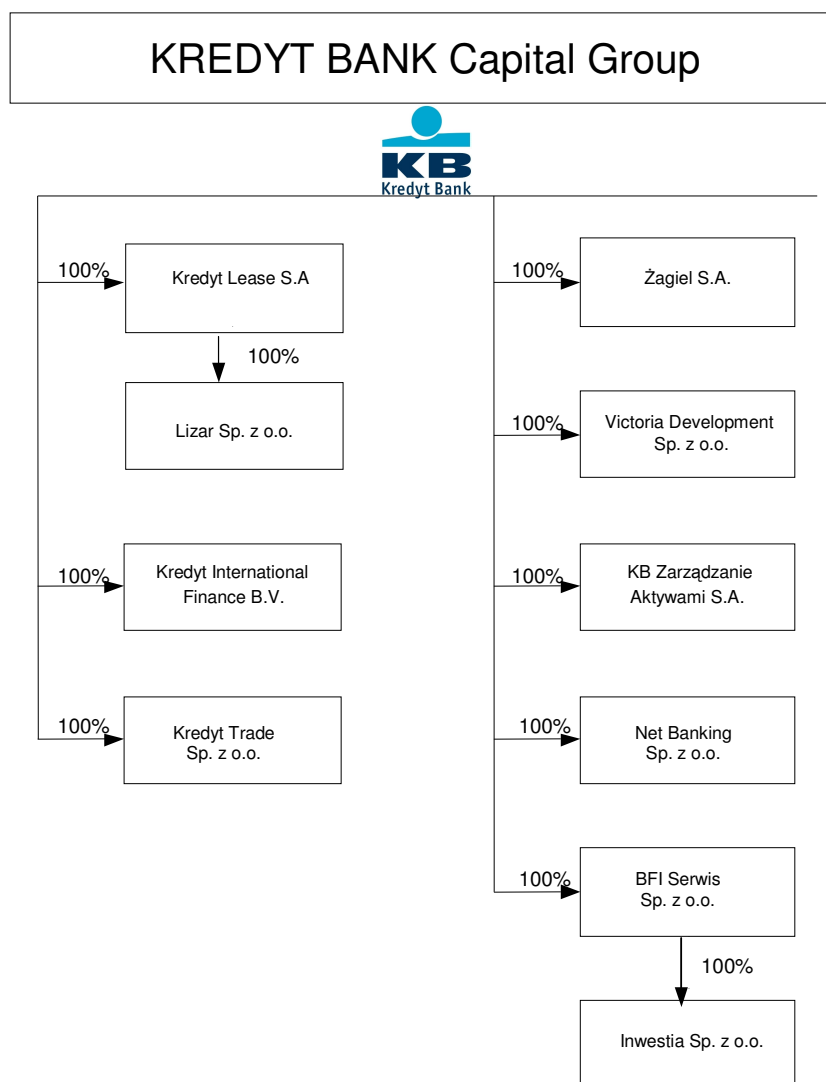 KREDYT BANK Capital Group
KB
Kredyt Bank
100%
Kredyt Lease S.A
100%
Lizar Sp. z o.o.
100%
Kredyt International
Finance B.V.
100%
Kredyt Trade
Sp. z o.o.
100%
Żagiel S.A.
100%
Victoria Development
Sp. z o.o.
100%
KB Zarządzanie
Aktywami S.A.
100%
Net Banking
Sp. z o.o.
100%
BFI Serwis
Sp. z o.o.
100%
Inwestia Sp. z o.o.